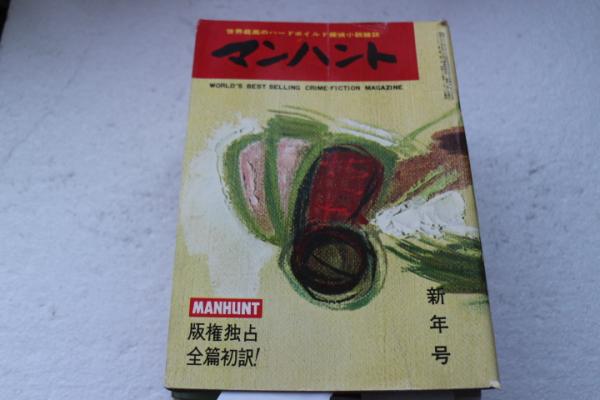 世界最高のハードボイルド探偵小説雑誌
マンハント
WORLD'S BEST SELLING CRIME-FICTION MAGAZINE
MANHUNT
版権独占
全篇初訳!
新年号